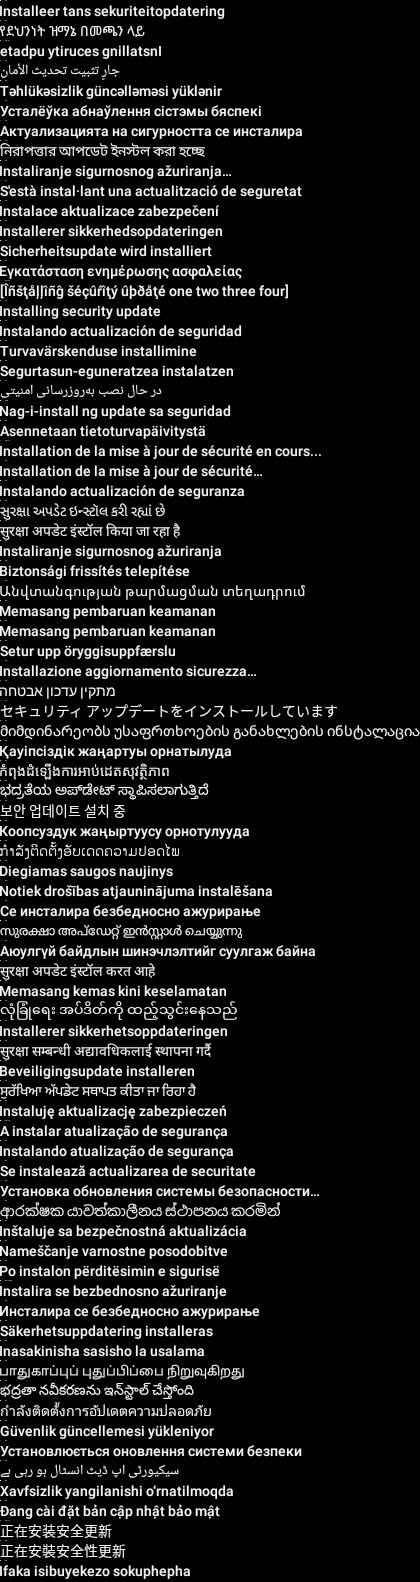 Installeer tans sekuriteitopdatering
የደህንነት ዝማኔ በመጫን ላይ
etadpu ytiruces gnillatsnI
جارٍ تثبيت تحديث الأمان
Təhlükəsizlik güncəlləməsi yüklənir
Усталёўка абнаўлення сістэмы бяспекі
Актуализацията на сигурността се инсталира
নিরাপত্তার আপডেট ইনস্টল করা হচ্ছে
Instaliranje sigurnosnog ažuriranja…
S'està instal·lant una actualització de seguretat
Instalace aktualizace zabezpečení
Installerer sikkerhedsopdateringen
Sicherheitsupdate wird installiert
Εγκατάσταση ενημέρωσης ασφαλείας
[Îñšţåļļîñĝ šéçûŕîţý ûþðåţé one two three four]
Installing security update
Instalando actualización de seguridad
Turvavärskenduse installimine
Segurtasun-eguneratzea instalatzen
در حال نصب به‌روزرسانی امنیتی
Nag-i-install ng update sa seguridad
Asennetaan tietoturvapäivitystä
Installation de la mise à jour de sécurité en cours...
Installation de la mise à jour de sécurité…
Instalando actualización de seguranza
સુરક્ષા અપડેટ ઇન્સ્ટૉલ કરી રહ્યાં છે
सुरक्षा अपडेट इंस्टॉल किया जा रहा है
Instaliranje sigurnosnog ažuriranja
Biztonsági frissítés telepítése
Անվտանգության թարմացման տեղադրում
Memasang pembaruan keamanan
Memasang pembaruan keamanan
Setur upp öryggisuppfærslu
Installazione aggiornamento sicurezza…
מתקין עדכון אבטחה
セキュリティ アップデートをインストールしています
მიმდინარეობს უსაფრთხოების განახლების ინსტალაცია
Қауіпсіздік жаңартуы орнатылуда
កំពុងដំឡើងការអាប់ដេតសុវត្ថិភាព
ಭದ್ರತೆಯ ಅಪ್‌ಡೇಟ್‌ ಸ್ಥಾಪಿಸಲಾಗುತ್ತಿದೆ
보안 업데이트 설치 중
Коопсуздук жаңыртуусу орнотулууда
ກຳລັງຕິດຕັ້ງອັບເດດຄວາມປອດໄພ
Diegiamas saugos naujinys
Notiek drošības atjauninājuma instalēšana
Се инсталира безбедносно ажурирање
സുരക്ഷാ അപ്‌ഡേറ്റ് ഇൻസ്റ്റാൾ ചെയ്യുന്നു
Аюулгүй байдлын шинэчлэлтийг суулгаж байна
सुरक्षा अपडेट इंस्टॉल करत आहे
Memasang kemas kini keselamatan
လုံခြုံရေး အပ်ဒိတ်ကို ထည့်သွင်းနေသည်
Installerer sikkerhetsoppdateringen
सुरक्षा सम्बन्धी अद्यावधिकलाई स्थापना गर्दै
Beveiligingsupdate installeren
ਸੁਰੱਖਿਆ ਅੱਪਡੇਟ ਸਥਾਪਤ ਕੀਤਾ ਜਾ ਰਿਹਾ ਹੈ
Instaluję aktualizację zabezpieczeń
A instalar atualização de segurança
Instalando atualização de segurança
Se instalează actualizarea de securitate
Установка обновления системы безопасности…
ආරක්ෂක යාවත්කාලීනය ස්ථාපනය කරමින්
Inštaluje sa bezpečnostná aktualizácia
Nameščanje varnostne posodobitve
Po instalon përditësimin e sigurisë
Instalira se bezbednosno ažuriranje
Инсталира се безбедносно ажурирање
Säkerhetsuppdatering installeras
Inasakinisha sasisho la usalama
பாதுகாப்புப் புதுப்பிப்பை நிறுவுகிறது
భద్రతా నవీకరణను ఇన్‌స్టాల్ చేస్తోంది
กำลังติดตั้งการอัปเดตความปลอดภัย
Güvenlik güncellemesi yükleniyor
Установлюється оновлення системи безпеки
سیکیورٹی اپ ڈیٹ انسٹال ہو رہی ہے
Xavfsizlik yangilanishi o‘rnatilmoqda
Đang cài đặt bản cập nhật bảo mật
正在安装安全更新
正在安裝安全性更新
Ifaka isibuyekezo sokuphepha